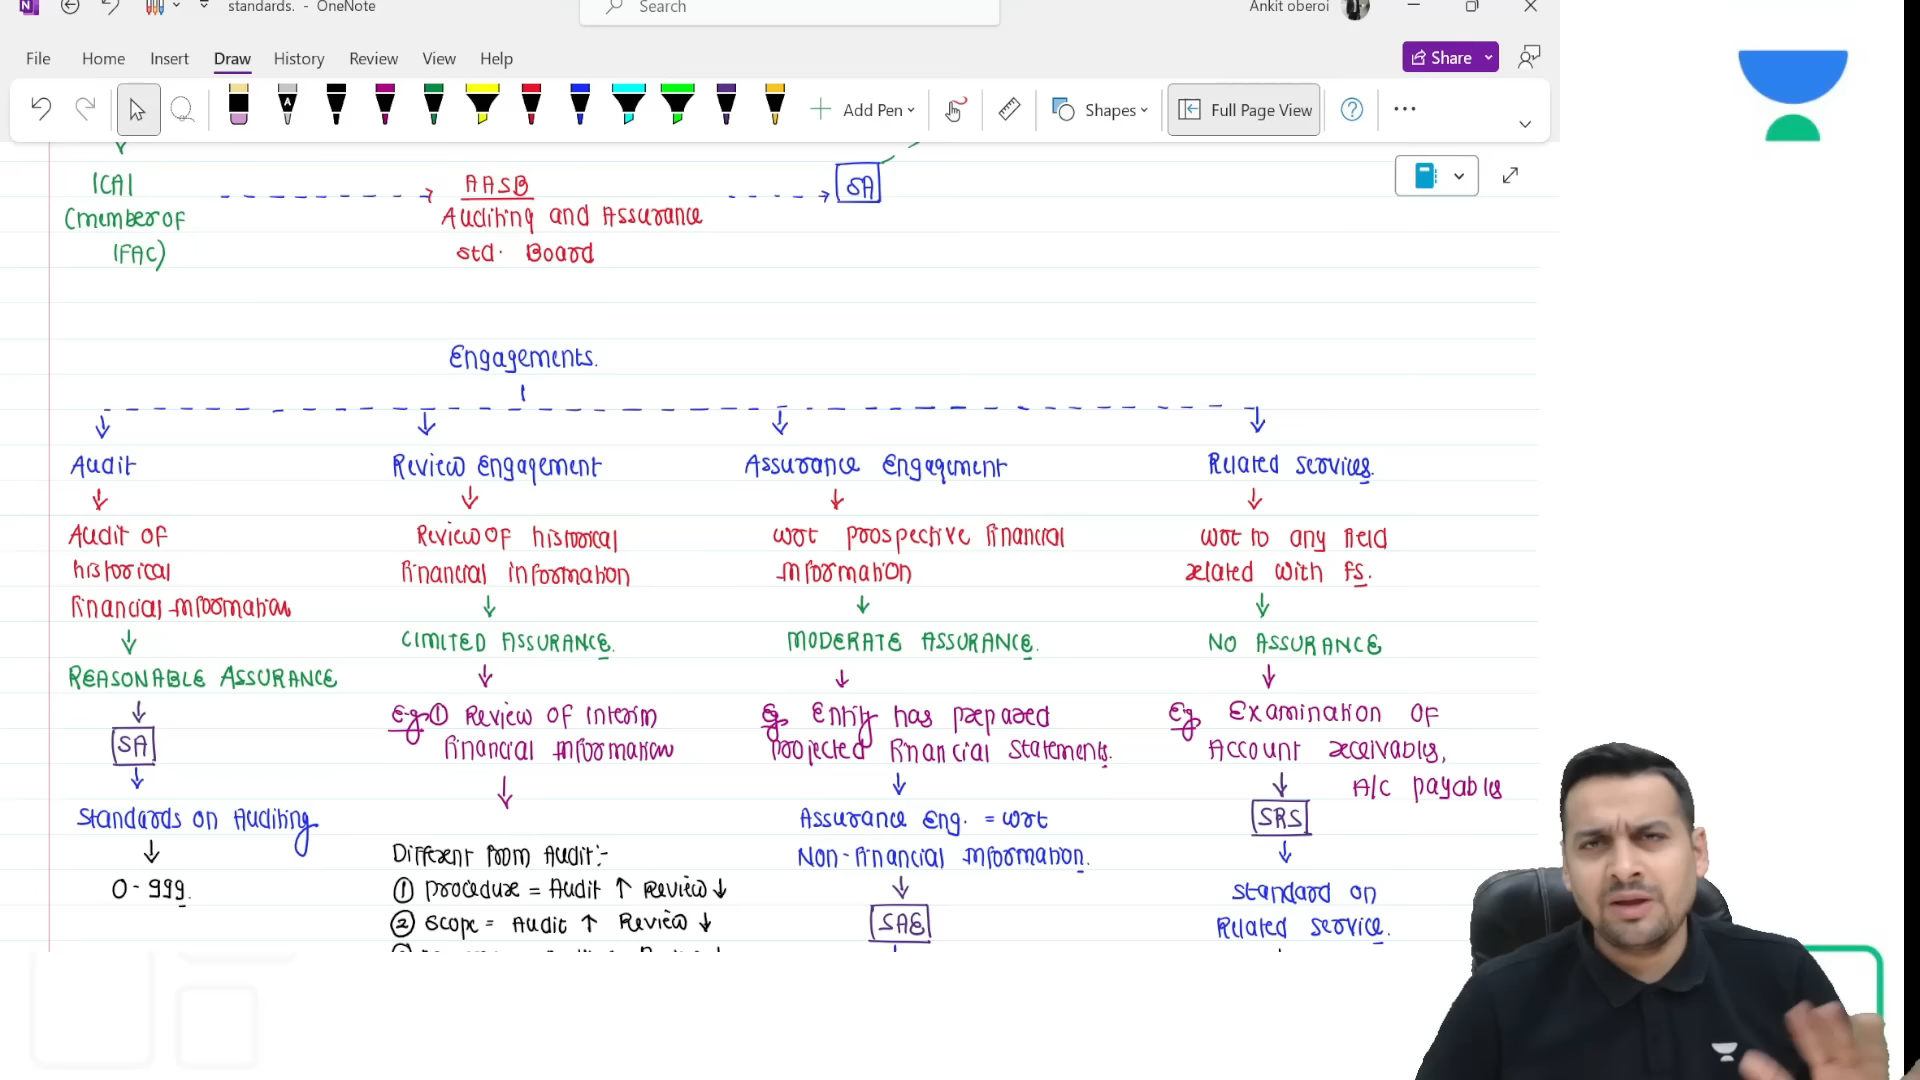 standards. - OneNote
Search
Ankit oberoi
File Home Insert Draw History Review View Help
Share
A
Add Pen
Shapes
Full Page View
ICAI
(member of
IFAC)
AASB
Auditing and Assurance
Std. Board
SA
Engagements.
Audit
Review Engagement
Assurance Engagement
Related services.
Audit of
historical
financial information
Review of historical
financial information
wrt prospective financial
information
wrt to any field
related with FS.
REASONABLE ASSURANCE
LIMITED ASSURANCE.
MODERATE ASSURANCE.
NO ASSURANCE
SA
Standards on Auditing
0-999.
Eg ① Review of interim
financial information
Different from Audit:-
① procedure = Audit ↑ Review ↓
② Scope = Audit ↑ Review ↓
Eg Entity has prepared
projected financial statements.
Assurance Eng. = wrt
Non-financial information.
SAE
Eg Examination of
Account receivables,
A/C payables
SRS
Standard on
Related service.